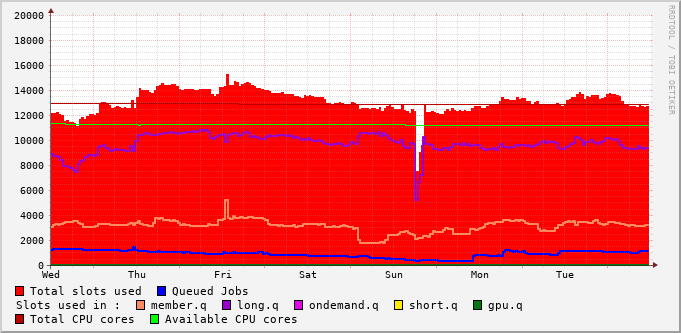 20000
18000
16000
14000
12000
10000
8000
6000
4000
2000
0
Wed Thu Fri Sat Sun Mon Tue
Total slots used Queued Jobs
Slots used in : member.q long.q ondemand.q short.q gpu.q
Total CPU cores Available CPU cores
RRDTOOL / TOBI OETIKER